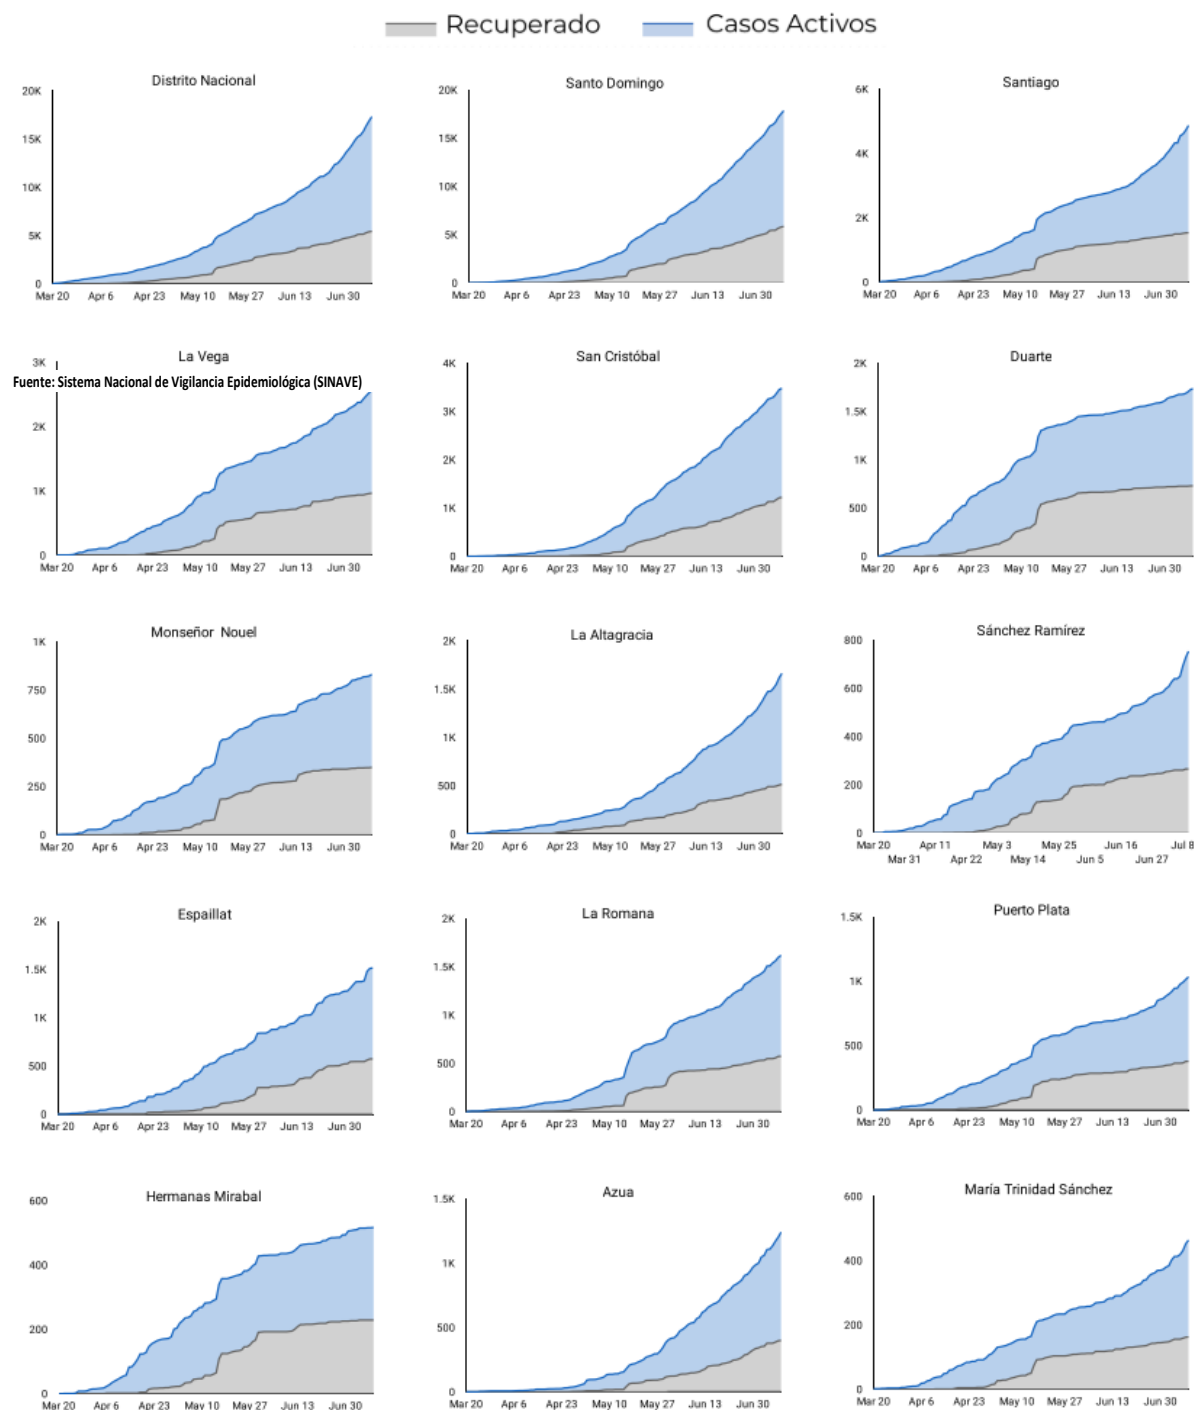 Recuperado Casos Activos
Distrito Nacional
20K
15K
10K
5K
0
Mar 20 Apr 6 Apr 23 May 10 May 27 Jun 13 Jun 30
Santo Domingo
20K
15K
10K
5K
0
Mar 20 Apr 6 Apr 23 May 10 May 27 Jun 13 Jun 30
Santiago
6K
4K
2K
0
Mar 20 Apr 6 Apr 23 May 10 May 27 Jun 13 Jun 30
La Vega
3K
Fuente: Sistema Nacional de Vigilancia Epidemiológica (SINAVE)
2K
1K
0
Mar 20 Apr 6 Apr 23 May 10 May 27 Jun 13 Jun 30
San Cristóbal
4K
3K
2K
1K
0
Mar 20 Apr 6 Apr 23 May 10 May 27 Jun 13 Jun 30
Duarte
2K
1.5K
1K
500
0
Mar 20 Apr 6 Apr 23 May 10 May 27 Jun 13 Jun 30
Monseñor Nouel
1K
750
500
250
0
Mar 20 Apr 6 Apr 23 May 10 May 27 Jun 13 Jun 30
La Altagracia
2K
1.5K
1K
500
0
Mar 20 Apr 6 Apr 23 May 10 May 27 Jun 13 Jun 30
Sánchez Ramírez
800
600
400
200
0
Mar 20 Apr 11 May 3 May 25 Jun 16 Jul 8
Mar 31 Apr 22 May 14 Jun 5 Jun 27
Espaillat
2K
1.5K
1K
500
0
Mar 20 Apr 6 Apr 23 May 10 May 27 Jun 13 Jun 30
La Romana
2K
1.5K
1K
500
0
Mar 20 Apr 6 Apr 23 May 10 May 27 Jun 13 Jun 30
Puerto Plata
1.5K
1K
500
0
Mar 20 Apr 6 Apr 23 May 10 May 27 Jun 13 Jun 30
Hermanas Mirabal
600
400
200
0
Mar 20 Apr 6 Apr 23 May 10 May 27 Jun 13 Jun 30
Azua
1.5K
1K
500
0
Mar 20 Apr 6 Apr 23 May 10 May 27 Jun 13 Jun 30
María Trinidad Sánchez
600
400
200
0
Mar 20 Apr 6 Apr 23 May 10 May 27 Jun 13 Jun 30